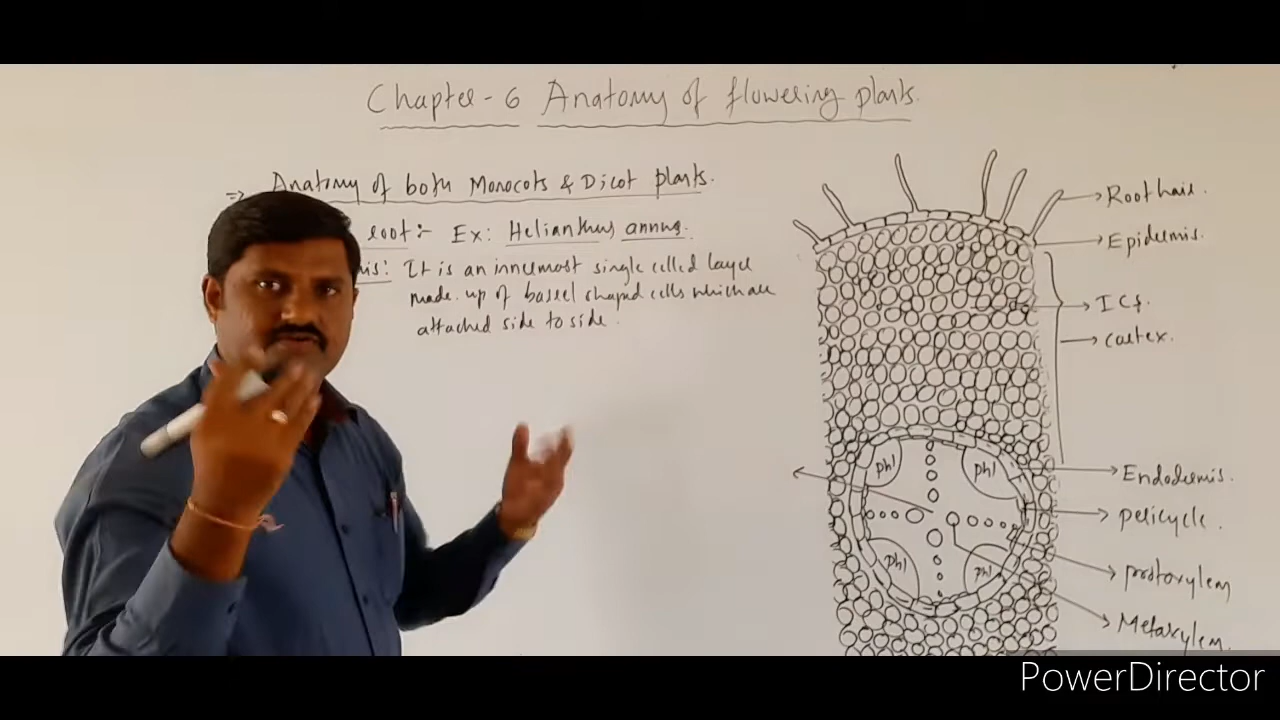 Chapter - 6 Anatomy of flowering plants.
⇒ Anatomy of both Monocots & Dicot plants.
root :- Ex: Helianthus annus.
mis: It is an innermost single celled layer
made up of barrel shaped cells which are
attached side to side.
Root hair.
Epidermis.
I C f.
Cortex.
Endodermis.
pericycle.
protoxylem
Metaxylem.
phl
phl
phl
phl
PowerDirector